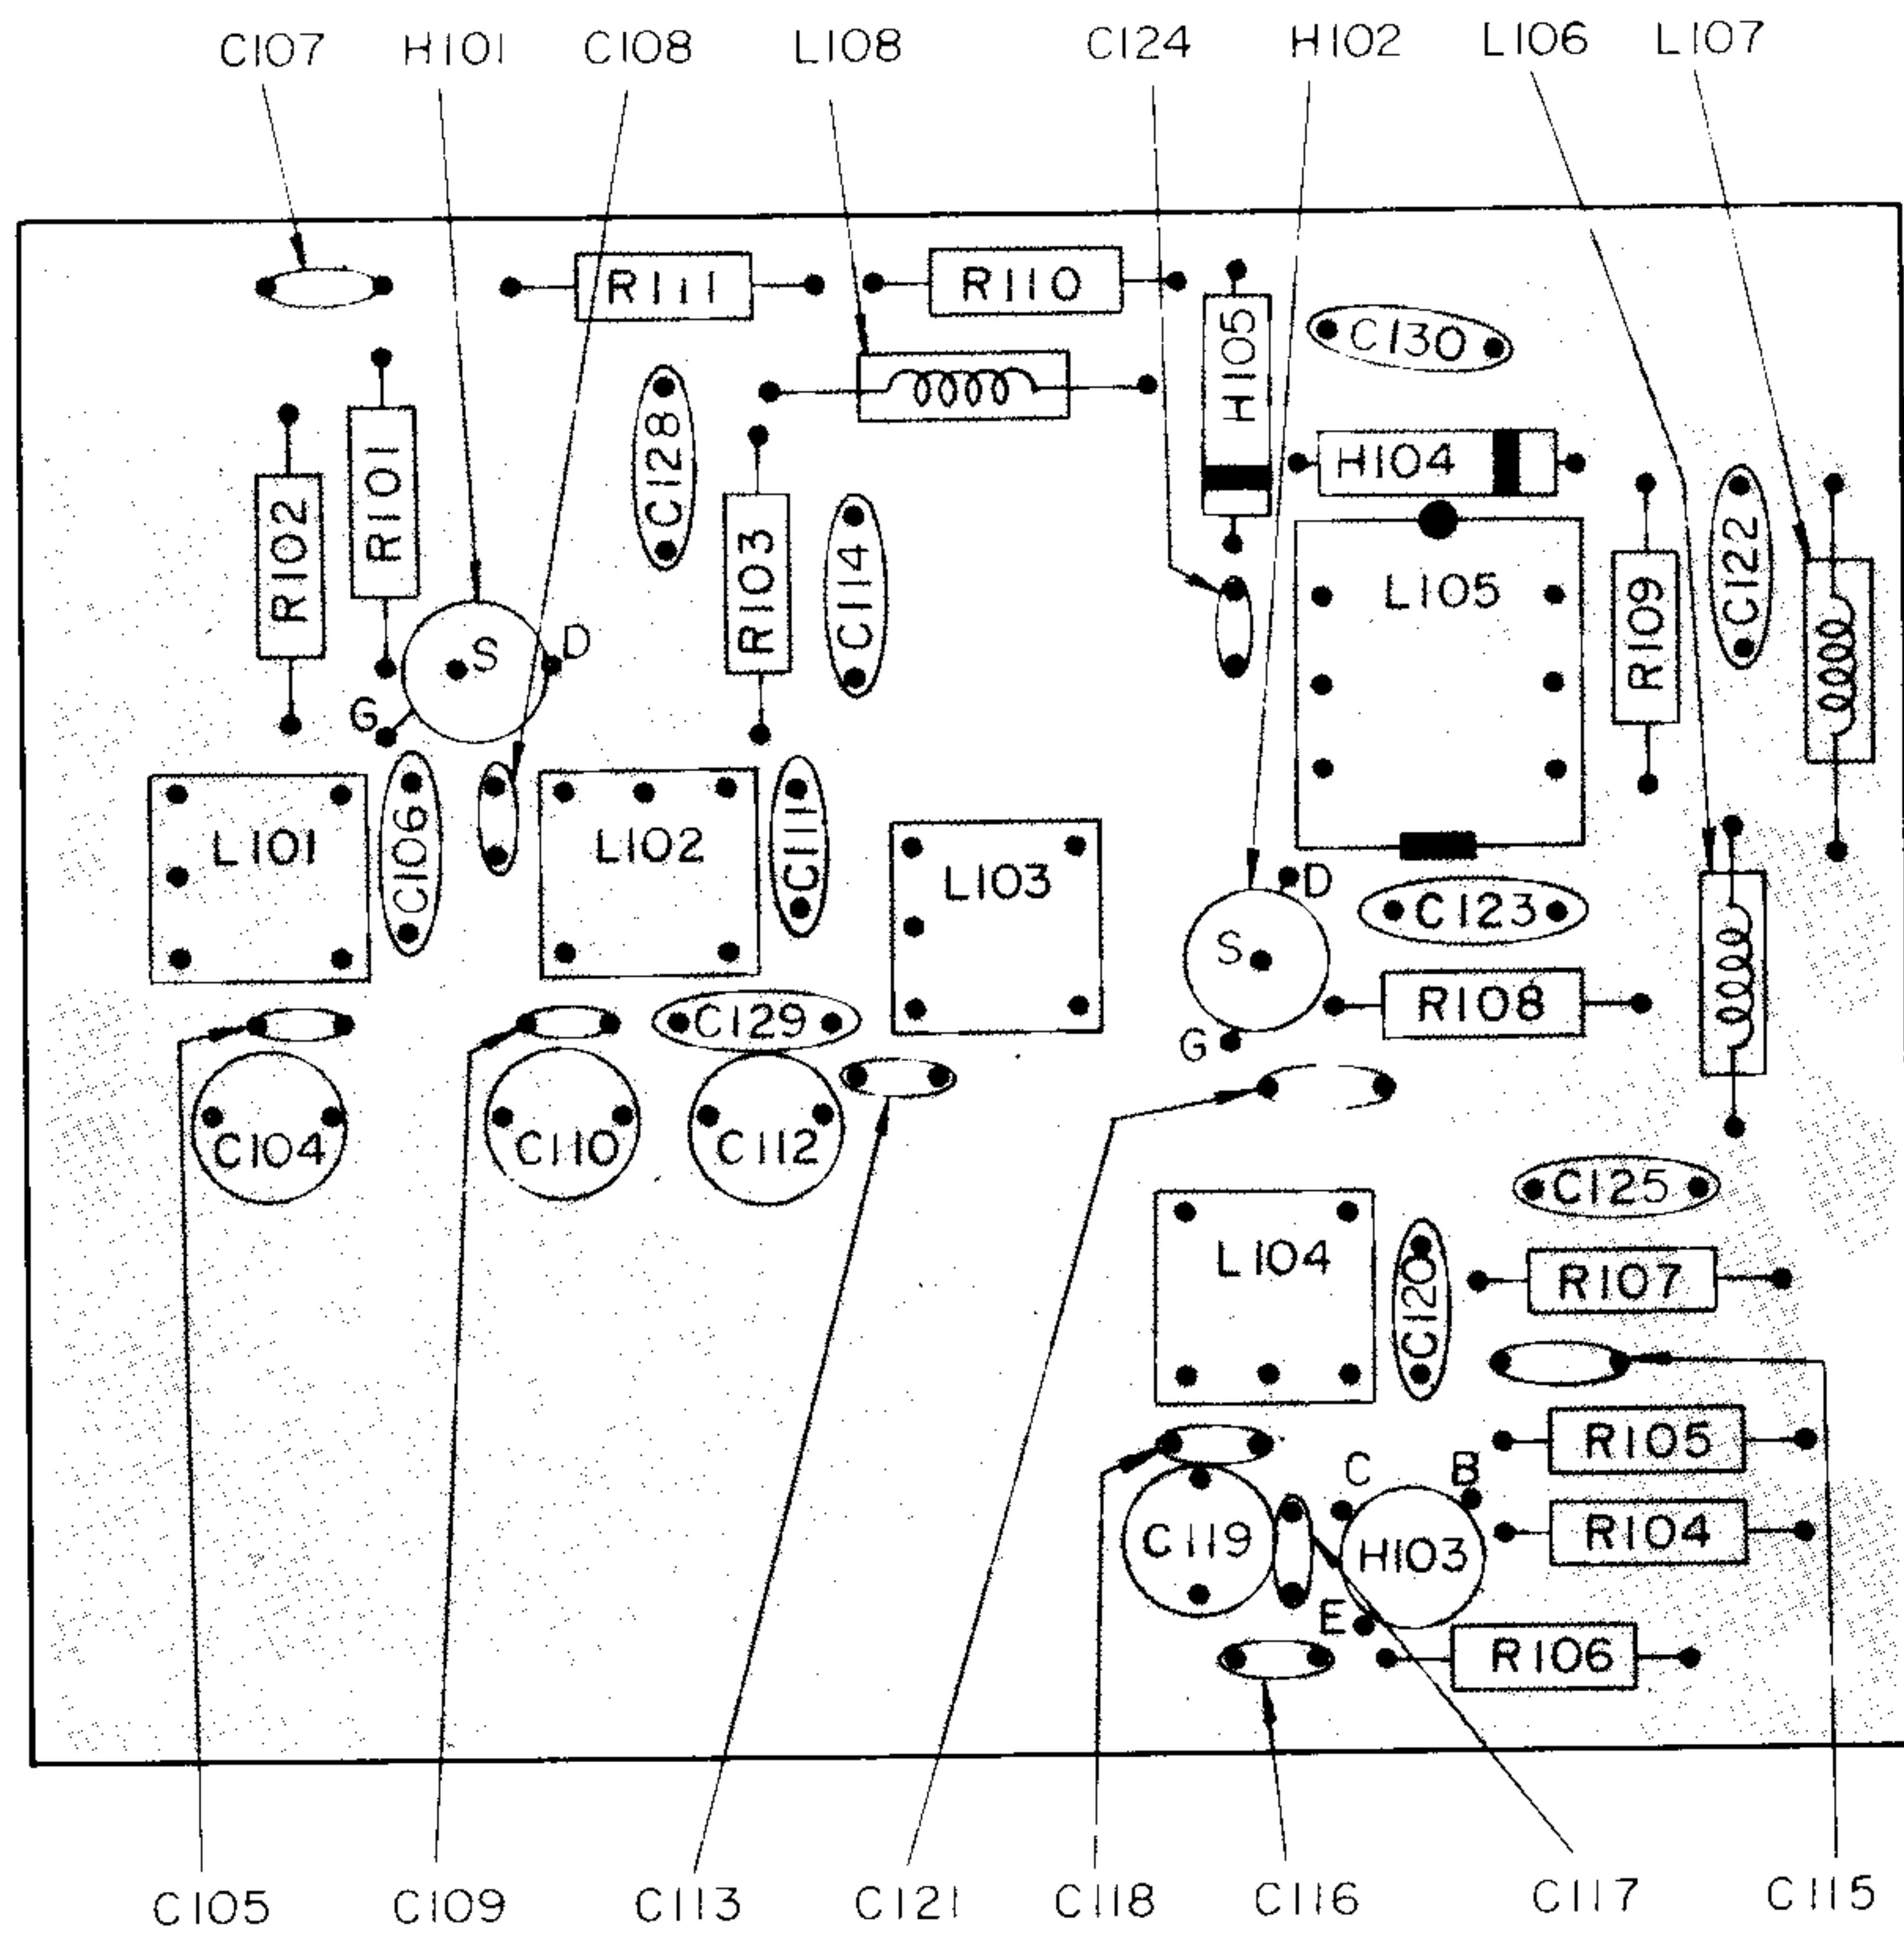 C107 H101 C108 L108 C124 H102 L106 L107
R111 R110
H105
C130
C128
H104
R102
R101
R103
C114
L105
R109
C122
S D
G
L101
C106
L102
C111
L103
D
C123
S
R108
G
C129
C104
C110
C112
C125
L104
C120
R107
R105
C B
C119
H103
R104
E
R106
C105 C109 C113 C121 C118 C116 C117 C115